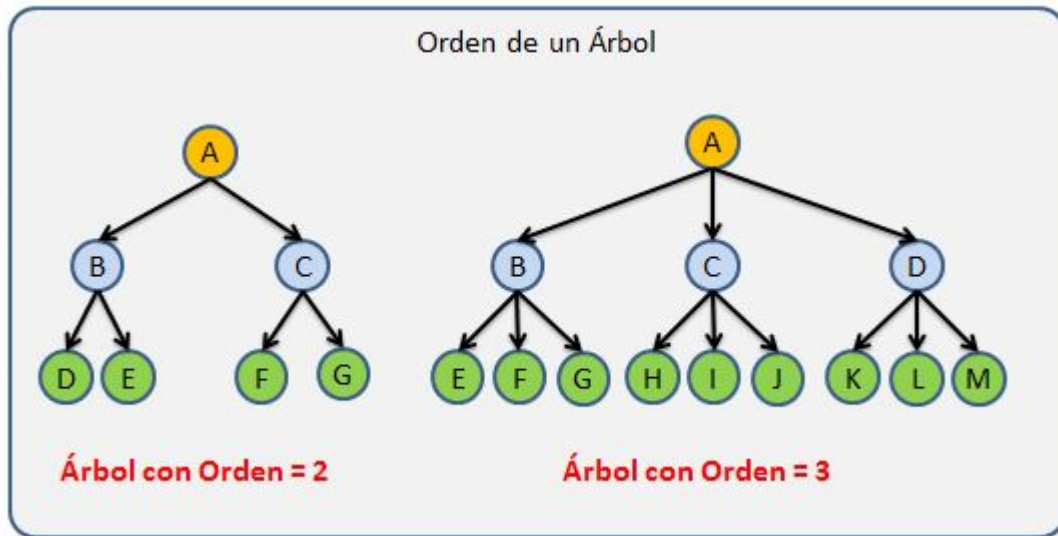 Orden de un Árbol
A
B C
D E F G
Árbol con Orden = 2
A
B C D
E F G H I J K L M
Árbol con Orden = 3